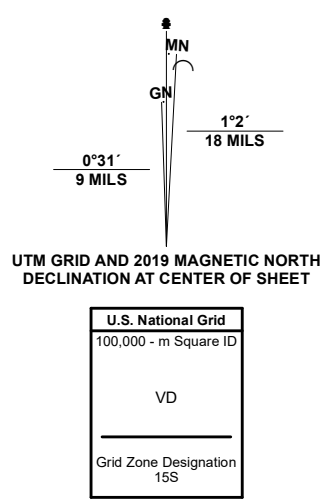 MN
GN
1°2´
18 MILS
0°31´
9 MILS
UTM GRID AND 2019 MAGNETIC NORTH
DECLINATION AT CENTER OF SHEET
U.S. National Grid
100,000 - m Square ID
VD
Grid Zone Designation
15S